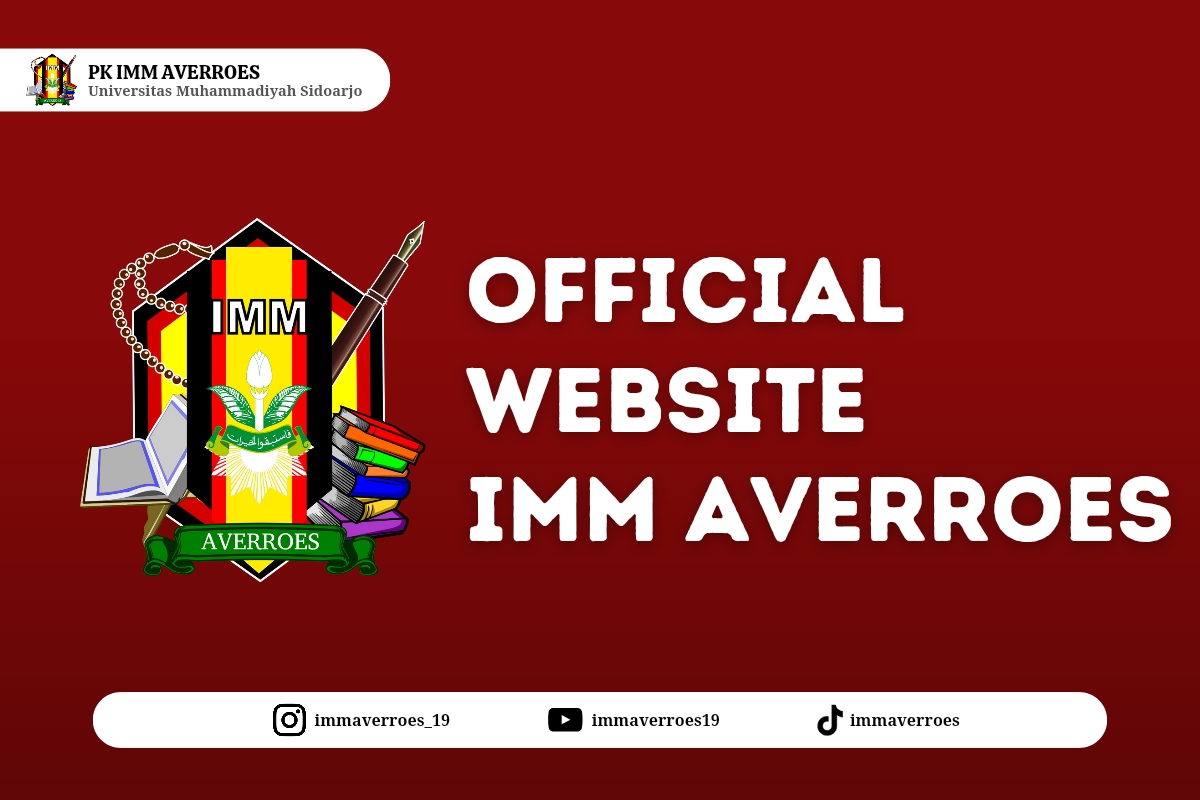 PK IMM AVERROES
Universitas Muhammadiyah Sidoarjo
IMM
فاستبقوا الخيرات
AVERROES
OFFICIAL
WEBSITE
IMM AVERROES
immaverroes_19
immaverroes19
immaverroes